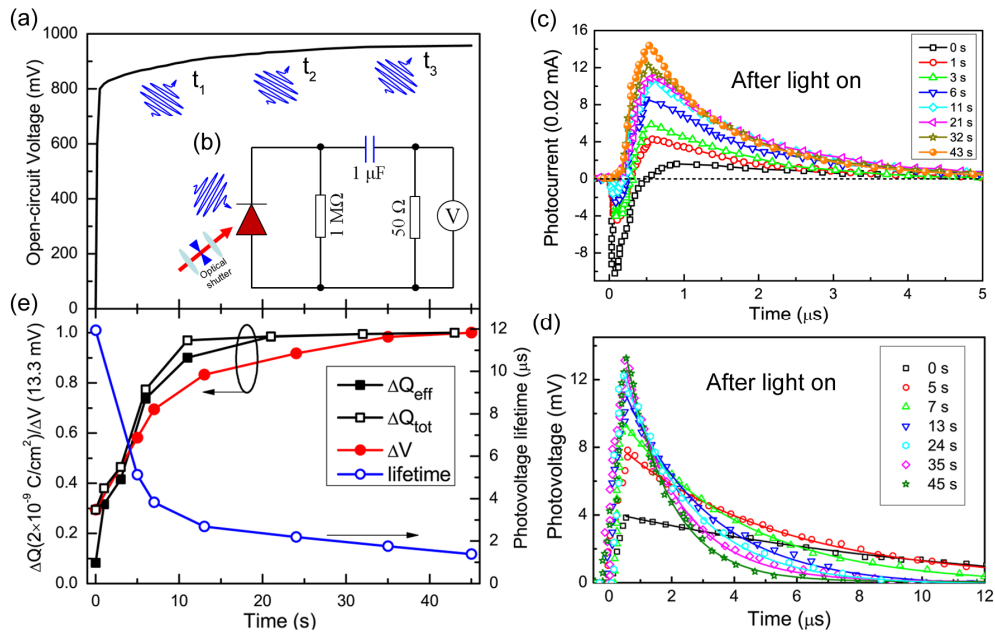 (a)
1000
800
600
400
200
0
Open-circuit Voltage (mV)
t1
t2
t3
(b)
1 μF
1 MΩ
50 Ω
V
Optical
shutter
(c)
16
12
8
4
0
-4
-8
Photocurrent (0.02 mA)
After light on
0 s
1 s
3 s
6 s
11 s
21 s
32 s
43 s
0 1 2 3 4 5
Time (μs)
(e)
1.0
0.8
0.6
0.4
0.2
0.0
ΔQ(2×10⁻⁹ C/cm²)/ΔV (13.3 mV)
ΔQeff
ΔQtot
ΔV
lifetime
12
10
8
6
4
2
0
Photovoltage lifetime (μs)
0 10 20 30 40
Time (s)
(d)
12
8
4
0
Photovoltage (mV)
After light on
0 s
5 s
7 s
13 s
24 s
35 s
45 s
0 2 4 6 8 10 12
Time (μs)